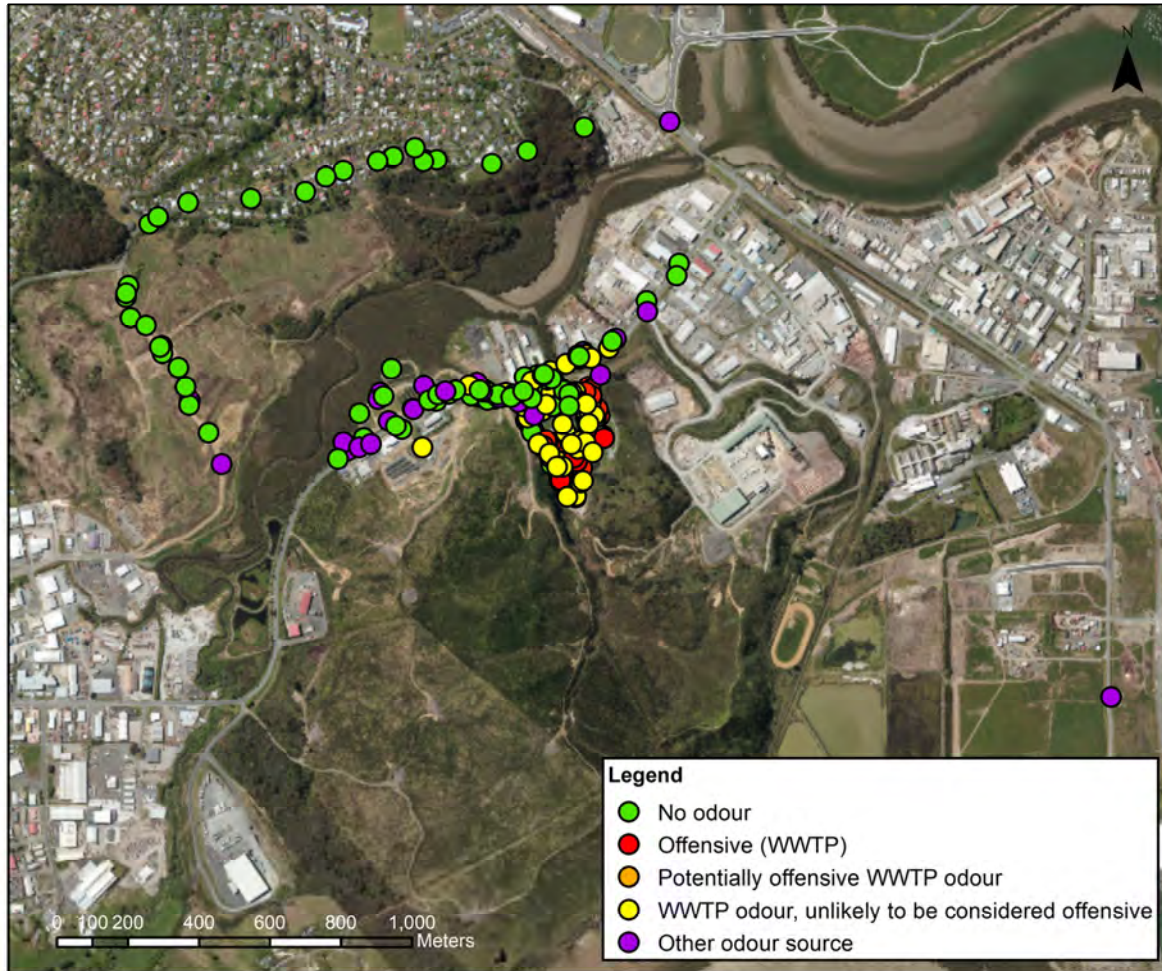 N
Legend
No odour
Offensive (WWTP)
Potentially offensive WWTP odour
WWTP odour, unlikely to be considered offensive
Other odour source
0 100 200 400 600 800 1,000
Meters